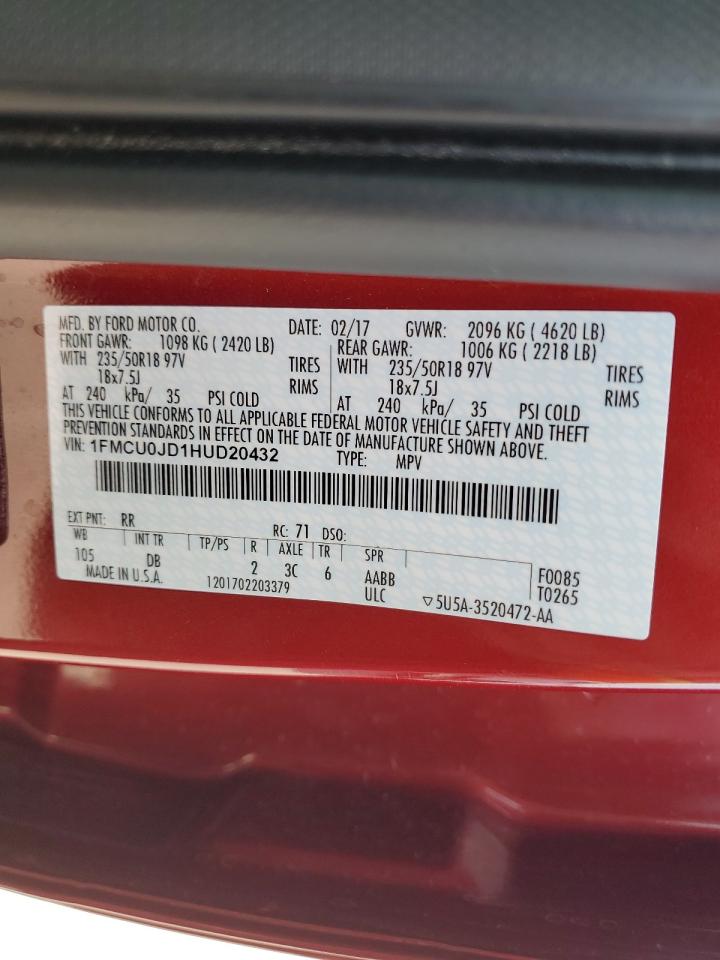 MFD. BY FORD MOTOR CO. DATE: 02/17 GVWR: 2096 KG ( 4620 LB)
FRONT GAWR: 1098 KG ( 2420 LB) REAR GAWR: 1006 KG ( 2218 LB)
WITH 235/50R18 97V TIRES WITH 235/50R18 97V TIRES
18x7.5J RIMS 18x7.5J RIMS
AT 240 kPa/ 35 PSI COLD AT 240 kPa/ 35 PSI COLD
THIS VEHICLE CONFORMS TO ALL APPLICABLE FEDERAL MOTOR VEHICLE SAFETY AND THEFT
PREVENTION STANDARDS IN EFFECT ON THE DATE OF MANUFACTURE SHOWN ABOVE.
VIN: 1FMCU0JD1HUD20432 TYPE: MPV
EXT PNT: RR RC: 71 DSO:
WB INT TR TP/PS R AXLE TR SPR
105 DB 2 3C 6 AABB F0085
MADE IN U.S.A. 1201702203379 ULC T0265
▽5U5A-3520472-AA